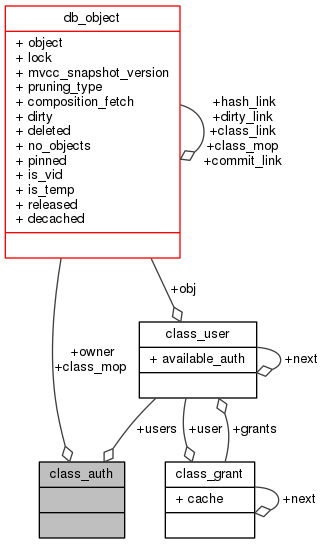 db_object
+ object
+ lock
+ mvcc_snapshot_version
+ pruning_type
+ composition_fetch
+ dirty
+ deleted
+ no_objects
+ pinned
+ is_vid
+ is_temp
+ released
+ decached
+hash_link
+dirty_link
+class_link
+class_mop
+commit_link
+obj
class_user
+ available_auth
+next
+owner
+class_mop
+users
+user
+grants
class_auth
class_grant
+ cache
+next